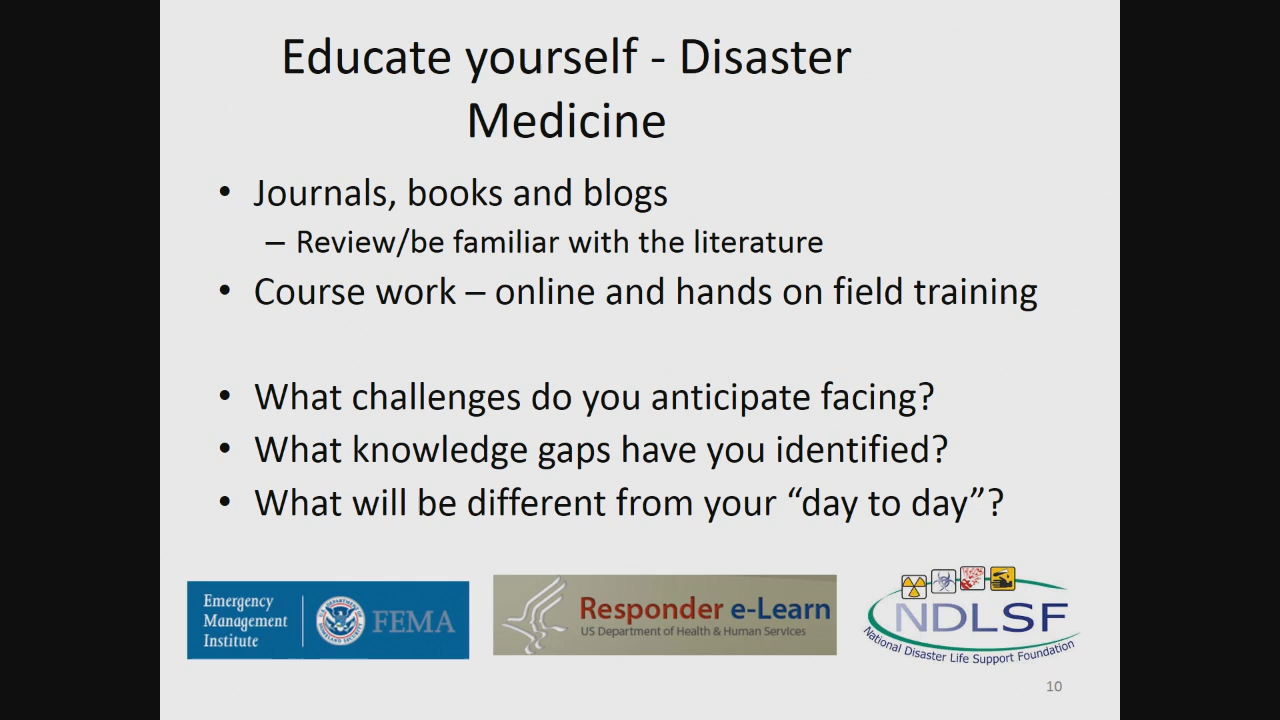 Educate yourself - Disaster
Medicine
• Journals, books and blogs
– Review/be familiar with the literature
• Course work – online and hands on field training
• What challenges do you anticipate facing?
• What knowledge gaps have you identified?
• What will be different from your “day to day”?
Emergency
Management
Institute
FEMA
Responder e-Learn
US Department of Health & Human Services
NDLSF
National Disaster Life Support Foundation
10